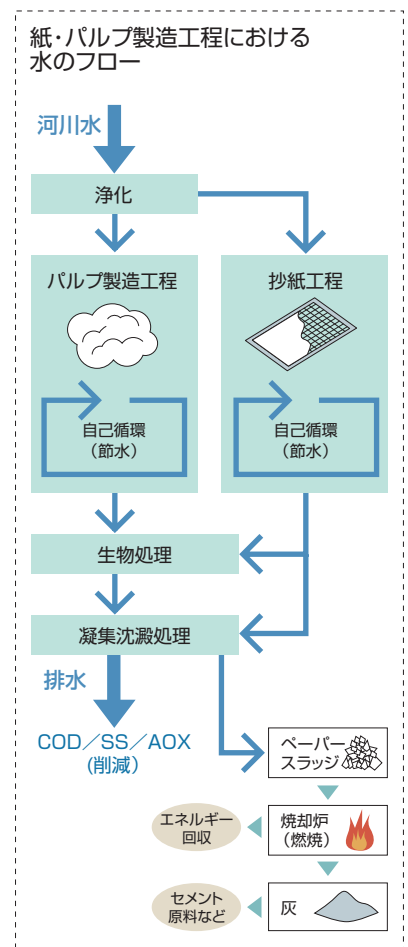 紙・パルプ製造工程における
水のフロー
河川水
浄化
パルプ製造工程
抄紙工程
自己循環
（節水）
自己循環
（節水）
生物処理
凝集沈澱処理
排水
COD／SS／AOX
(削減)
ペーパー
スラッジ
エネルギー
回収
焼却炉
（燃焼）
セメント
原料など
灰